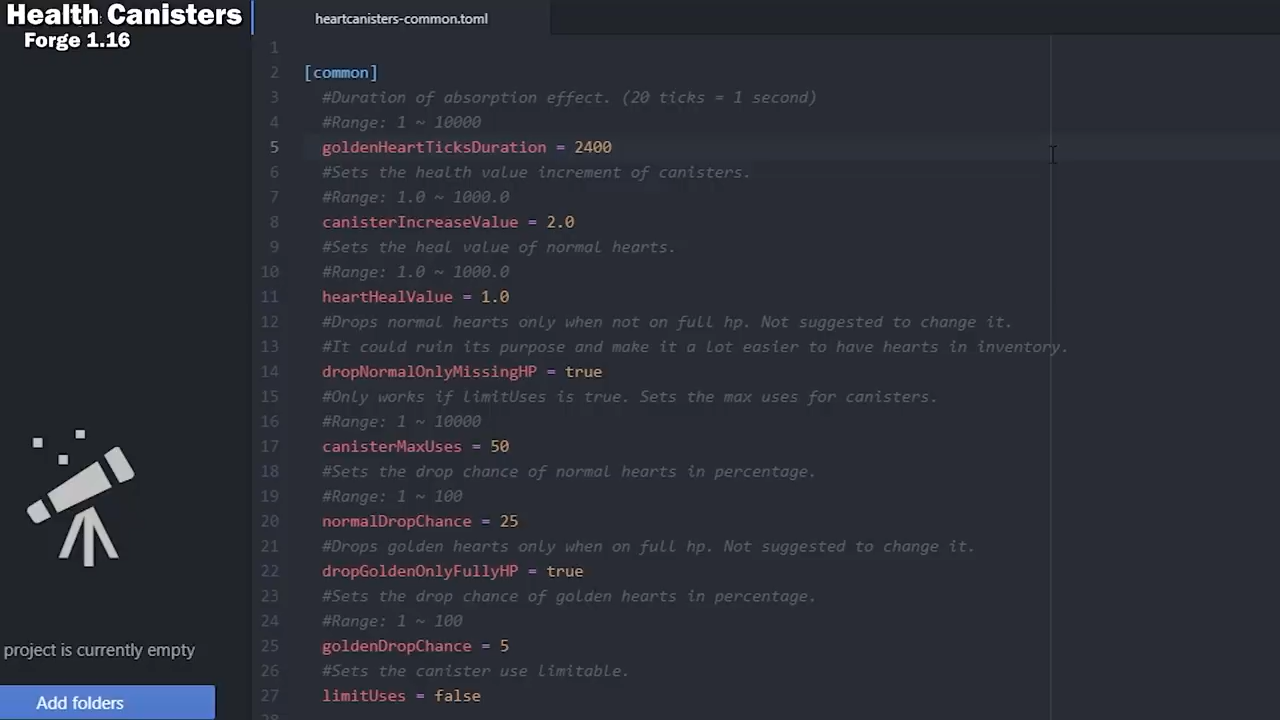 Health Canisters
Forge 1.16
heartcanisters-common.toml
1
2 [common]
3 #Duration of absorption effect. (20 ticks = 1 second)
4 #Range: 1 ~ 10000
5 goldenHeartTicksDuration = 2400
6 #Sets the health value increment of canisters.
7 #Range: 1.0 ~ 1000.0
8 canisterIncreaseValue = 2.0
9 #Sets the heal value of normal hearts.
10 #Range: 1.0 ~ 1000.0
11 heartHealValue = 1.0
12 #Drops normal hearts only when not on full hp. Not suggested to change it.
13 #It could ruin its purpose and make it a lot easier to have hearts in inventory.
14 dropNormalOnlyMissingHP = true
15 #Only works if limitUses is true. Sets the max uses for canisters.
16 #Range: 1 ~ 10000
17 canisterMaxUses = 50
18 #Sets the drop chance of normal hearts in percentage.
19 #Range: 1 ~ 100
20 normalDropChance = 25
21 #Drops golden hearts only when on full hp. Not suggested to change it.
22 dropGoldenOnlyFullyHP = true
23 #Sets the drop chance of golden hearts in percentage.
24 #Range: 1 ~ 100
25 goldenDropChance = 5
26 #Sets the canister use limitable.
27 limitUses = false
project is currently empty
Add folders